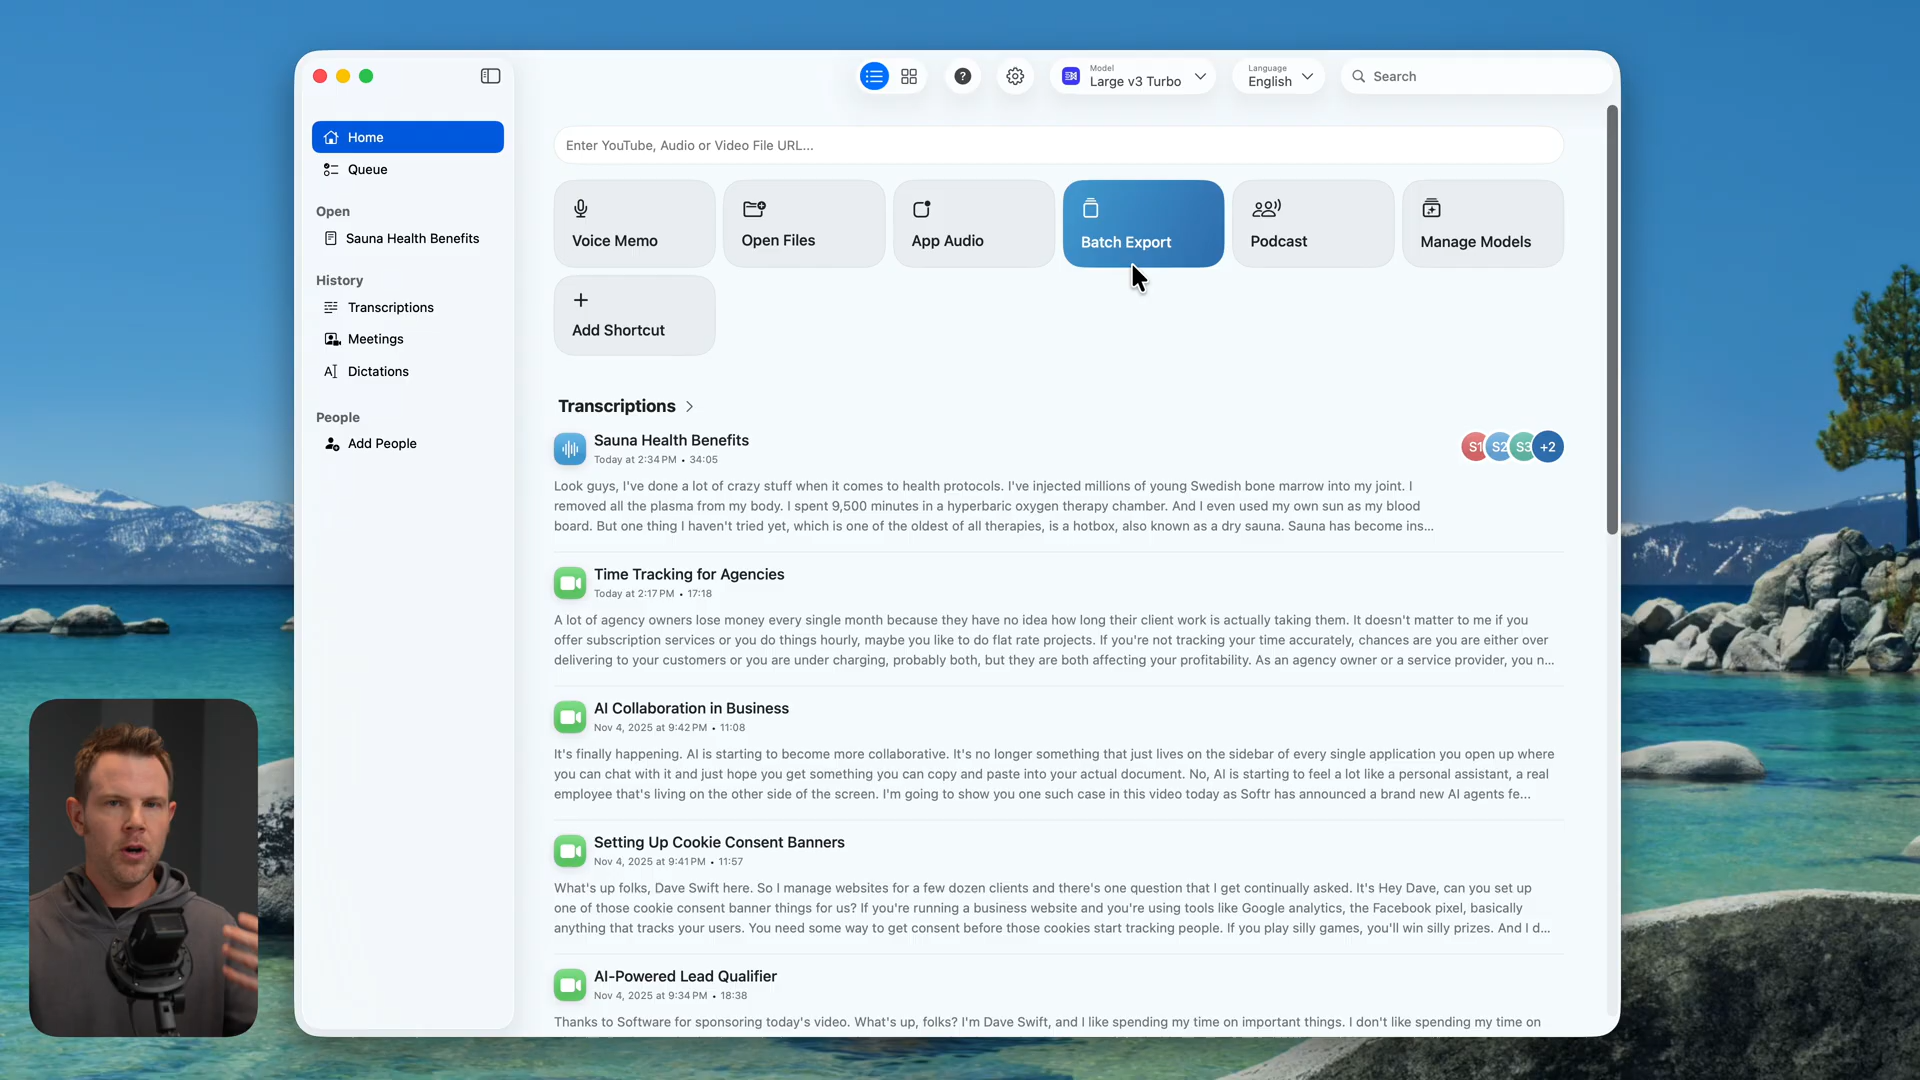 Model
Large v3 Turbo
Language
English
Search
Home
Queue
Open
Sauna Health Benefits
History
Transcriptions
Meetings
Dictations
People
Add People
Enter YouTube, Audio or Video File URL...
Voice Memo
Open Files
App Audio
Batch Export
Podcast
Manage Models
Add Shortcut
Transcriptions
Sauna Health Benefits
Today at 2:34 PM • 34:05
S1 S2 S3 +2
Look guys, I've done a lot of crazy stuff when it comes to health protocols. I've injected millions of young Swedish bone marrow into my joint. I
removed all the plasma from my body. I spent 9,500 minutes in a hyperbaric oxygen therapy chamber. And I even used my own sun as my blood
board. But one thing I haven't tried yet, which is one of the oldest of all therapies, is a hotbox, also known as a dry sauna. Sauna has become ins...
Time Tracking for Agencies
Today at 2:17 PM • 17:18
A lot of agency owners lose money every single month because they have no idea how long their client work is actually taking them. It doesn't matter to me if you
offer subscription services or you do things hourly, maybe you like to do flat rate projects. If you're not tracking your time accurately, chances are you are either over
delivering to your customers or you are under charging, probably both, but they are both affecting your profitability. As an agency owner or a service provider, you n...
AI Collaboration in Business
Nov 4, 2025 at 9:42 PM • 11:08
It's finally happening. AI is starting to become more collaborative. It's no longer something that just lives on the sidebar of every single application you open up where
you can chat with it and just hope you get something you can copy and paste into your actual document. No, AI is starting to feel a lot like a personal assistant, a real
employee that's living on the other side of the screen. I'm going to show you one such case in this video today as Softr has announced a brand new AI agents fe...
Setting Up Cookie Consent Banners
Nov 4, 2025 at 9:41 PM • 11:57
What's up folks, Dave Swift here. So I manage websites for a few dozen clients and there's one question that I get continually asked. It's Hey Dave, can you set up
one of those cookie consent banner things for us? If you're running a business website and you're using tools like Google analytics, the Facebook pixel, basically
anything that tracks your users. You need some way to get consent before those cookies start tracking people. If you play silly games, you'll win silly prizes. And I d...
AI-Powered Lead Qualifier
Nov 4, 2025 at 9:34 PM • 18:38
Thanks to Software for sponsoring today's video. What's up, folks? I'm Dave Swift, and I like spending my time on important things. I don't like spending my time on